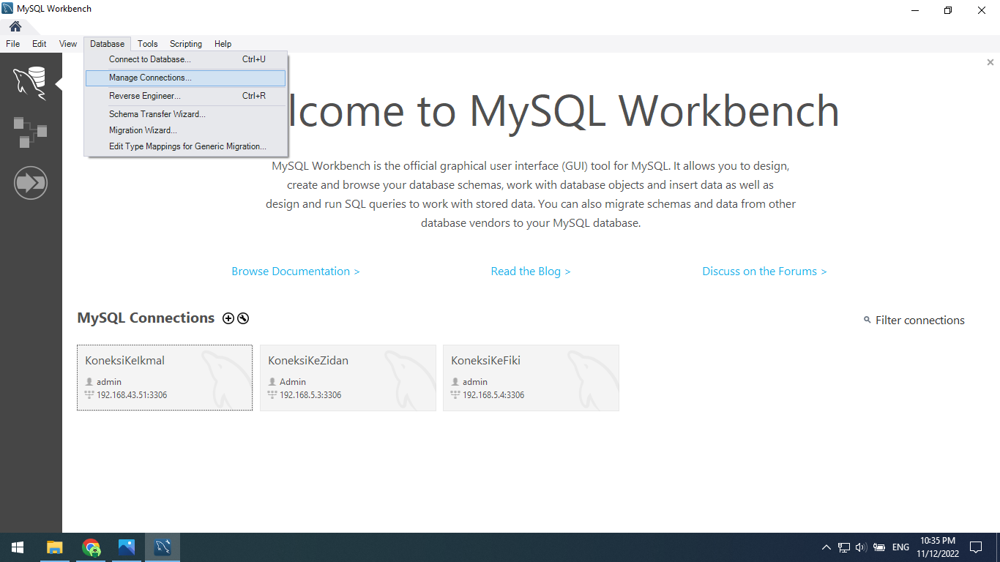 MySQL Workbench
File Edit View Database Tools Scripting Help
Connect to Database... Ctrl+U
Manage Connections...
Reverse Engineer... Ctrl+R
Schema Transfer Wizard...
Migration Wizard...
Edit Type Mappings for Generic Migration...
lcome to MySQL Workbench
MySQL Workbench is the official graphical user interface (GUI) tool for MySQL. It allows you to design,
create and browse your database schemas, work with database objects and insert data as well as
design and run SQL queries to work with stored data. You can also migrate schemas and data from other
database vendors to your MySQL database.
Browse Documentation > Read the Blog > Discuss on the Forums >
MySQL Connections
Filter connections
KoneksiKeIkmal
admin
192.168.43.51:3306
KoneksiKeZidan
Admin
192.168.5.3:3306
KoneksiKeFiki
admin
192.168.5.4:3306
ENG
10:35 PM
11/12/2022